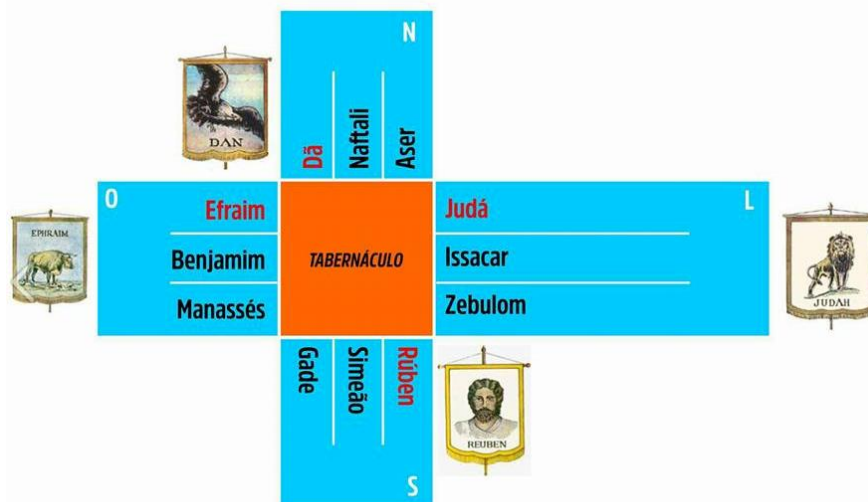 N
DAN
Dã
Naftali
Aser
O
L
Efraim
Judá
EPHRAIM
Benjamim
TABERNÁCULO
Issacar
Manassés
Zebulom
JUDAH
Gade
Simeão
Rúben
REUBEN
S